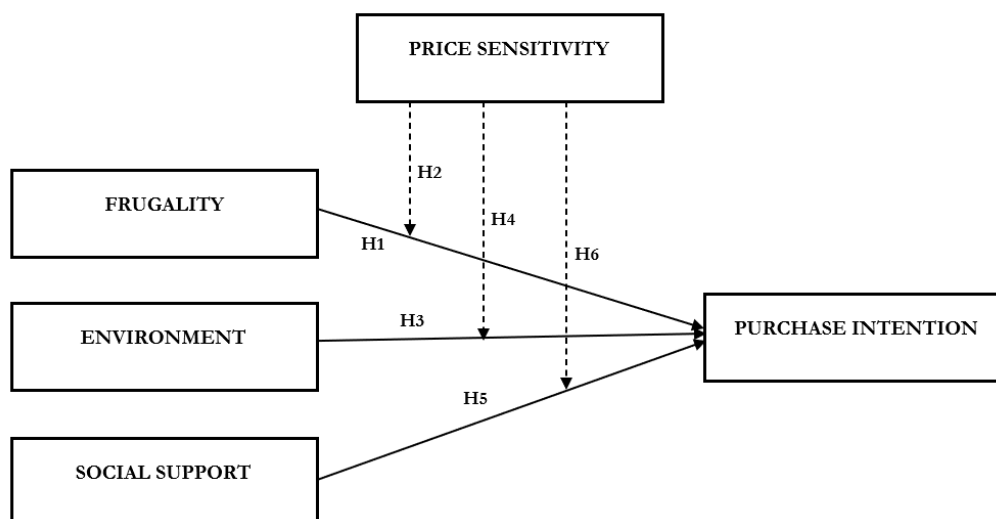 PRICE SENSITIVITY
H2
FRUGALITY
H4
H1
H6
H3
ENVIRONMENT
PURCHASE INTENTION
H5
SOCIAL SUPPORT